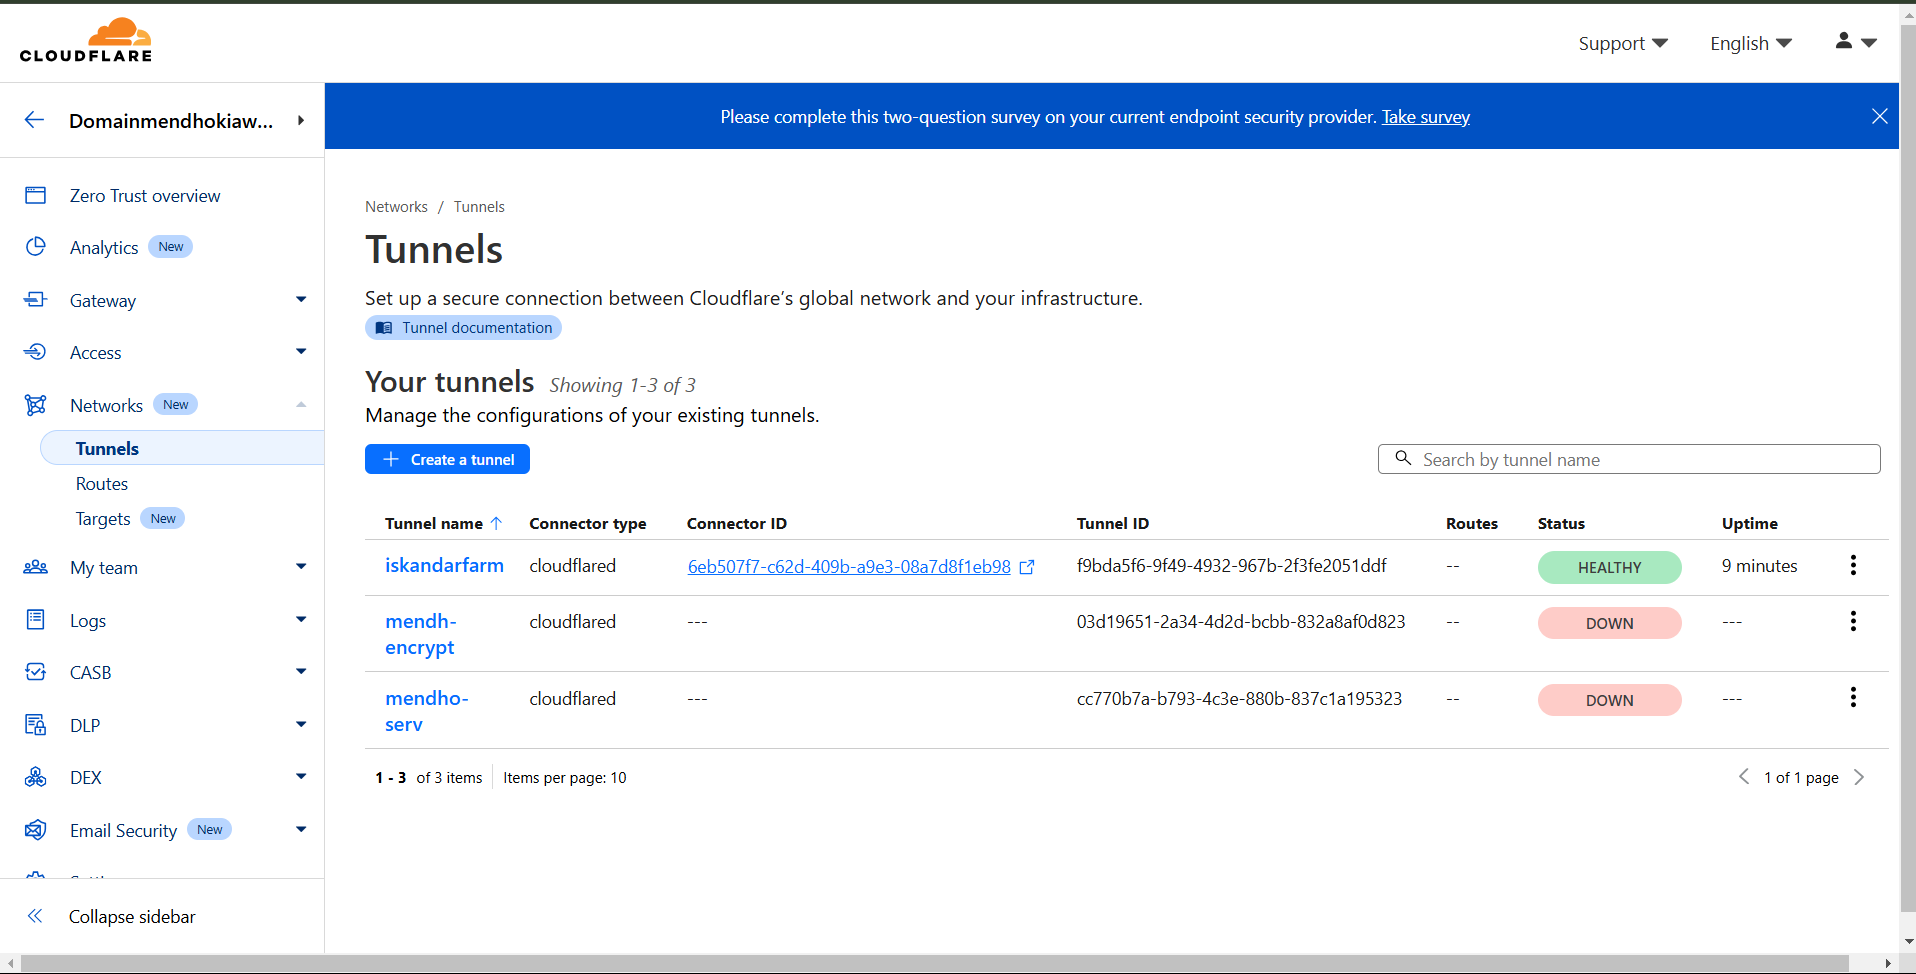 CLOUDFLARE
Support
English
Domainmendhokiaw...
Please complete this two-question survey on your current endpoint security provider. Take survey
Zero Trust overview
Analytics New
Gateway
Access
Networks New
Tunnels
Routes
Targets New
My team
Logs
CASB
DLP
DEX
Email Security New
Collapse sidebar
Networks / Tunnels
Tunnels
Set up a secure connection between Cloudflare’s global network and your infrastructure.
Tunnel documentation
Your tunnels Showing 1-3 of 3
Manage the configurations of your existing tunnels.
+ Create a tunnel
Search by tunnel name
Tunnel name ↑ Connector type Connector ID Tunnel ID Routes Status Uptime
iskandarfarm cloudflared 6eb507f7-c62d-409b-a9e3-08a7d8f1eb98 f9bda5f6-9f49-4932-967b-2f3fe2051ddf -- HEALTHY 9 minutes
mendh- cloudflared --- 03d19651-2a34-4d2d-bcbb-832a8af0d823 -- DOWN ---
encrypt
mendho- cloudflared --- cc770b7a-b793-4c3e-880b-837c1a195323 -- DOWN ---
serv
1 - 3 of 3 items Items per page: 10
1 of 1 page